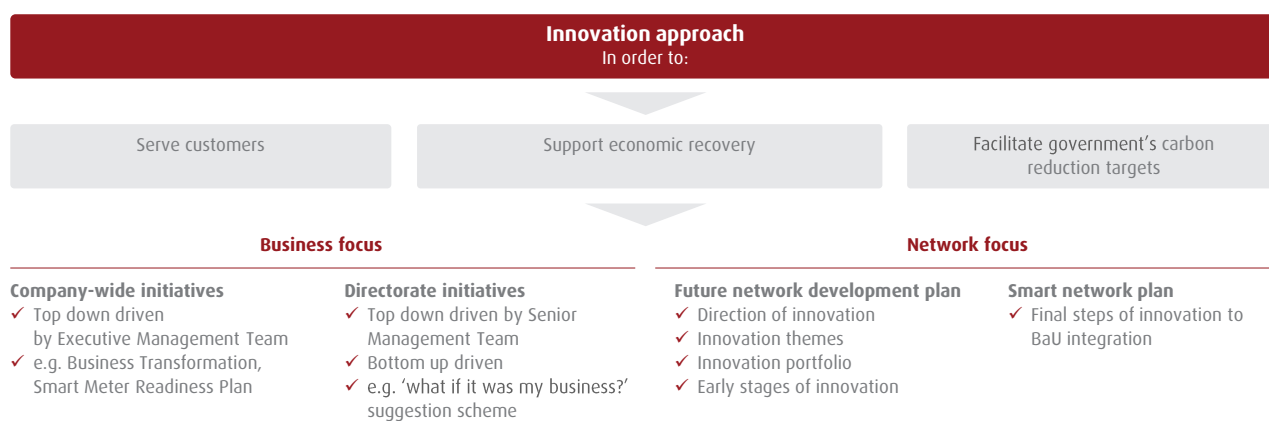 Innovation approach
In order to:
Serve customers
Support economic recovery
Facilitate government's carbon
reduction targets
Business focus
Network focus
Company-wide initiatives
✓ Top down driven
by Executive Management Team
✓ e.g. Business Transformation,
Smart Meter Readiness Plan
Directorate initiatives
✓ Top down driven by Senior
Management Team
✓ Bottom up driven
✓ e.g. 'what if it was my business?'
suggestion scheme
Future network development plan
✓ Direction of innovation
✓ Innovation themes
✓ Innovation portfolio
✓ Early stages of innovation
Smart network plan
✓ Final steps of innovation to
BaU integration